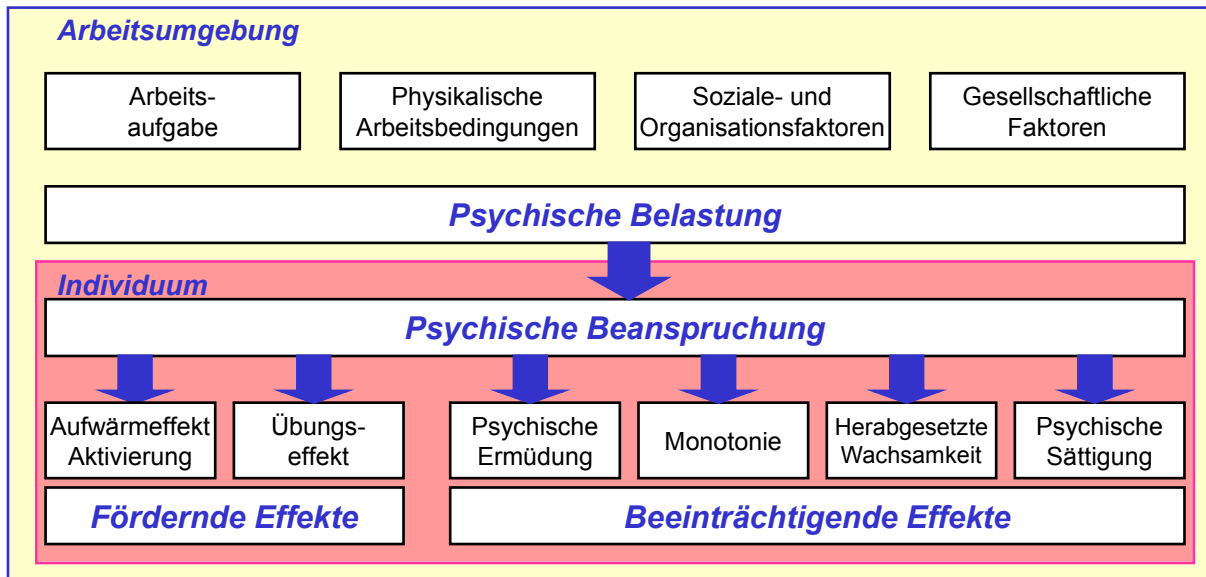 Arbeitsumgebung
Arbeits-
aufgabe
Physikalische
Arbeitsbedingungen
Soziale- und
Organisationsfaktoren
Gesellschaftliche
Faktoren
Psychische Belastung
Individuum
Psychische Beanspruchung
Aufwärmeffekt
Aktivierung
Übungs-
effekt
Psychische
Ermüdung
Monotonie
Herabgesetzte
Wachsamkeit
Psychische
Sättigung
Fördernde Effekte
Beeinträchtigende Effekte